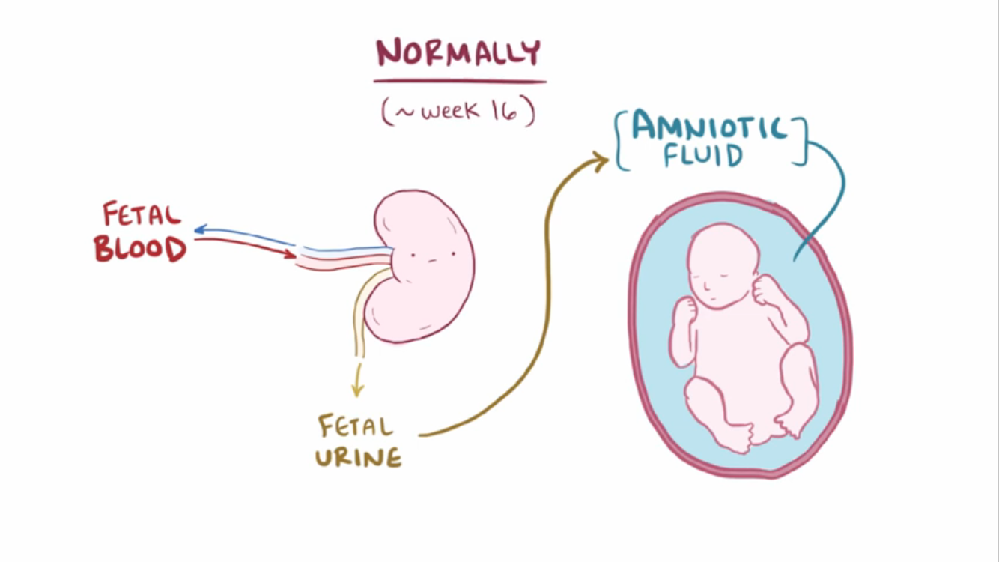 NORMALLY
(~ week 16)
[AMNIOTIC
FLUID]
FETAL
BLOOD
FETAL
URINE